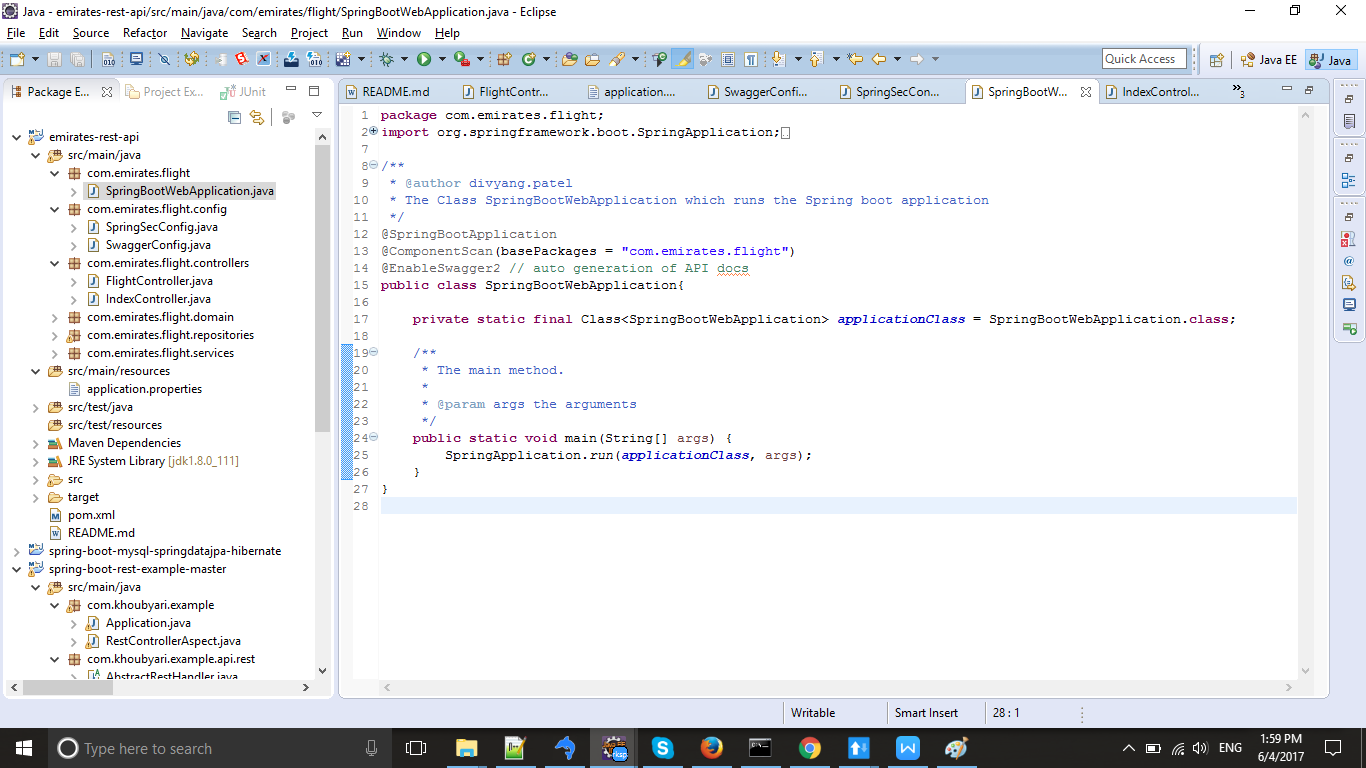 Java - emirates-rest-api/src/main/java/com/emirates/flight/SpringBootWebApplication.java - Eclipse
File Edit Source Refactor Navigate Search Project Run Window Help
Quick Access
Java EE
Java
Package E...
Project Ex...
JUnit
emirates-rest-api
src/main/java
com.emirates.flight
SpringBootWebApplication.java
com.emirates.flight.config
SpringSecConfig.java
SwaggerConfig.java
com.emirates.flight.controllers
FlightController.java
IndexController.java
com.emirates.flight.domain
com.emirates.flight.repositories
com.emirates.flight.services
src/main/resources
application.properties
src/test/java
src/test/resources
Maven Dependencies
JRE System Library [jdk1.8.0_111]
src
target
pom.xml
README.md
spring-boot-mysql-springdatajpa-hibernate
spring-boot-rest-example-master
src/main/java
com.khoubyari.example
Application.java
RestControllerAspect.java
com.khoubyari.example.api.rest
AbstractRestHandler.java
README.md
FlightContr...
application....
SwaggerConfi...
SpringSecCon...
SpringBootW...
IndexControl...
»3
1 package com.emirates.flight;
2 import org.springframework.boot.SpringApplication;
7
8 /**
9 * @author divyang.patel
10 * The Class SpringBootWebApplication which runs the Spring boot application
11 */
12 @SpringBootApplication
13 @ComponentScan(basePackages = "com.emirates.flight")
14 @EnableSwagger2 // auto generation of API docs
15 public class SpringBootWebApplication{
16
17 private static final Class<SpringBootWebApplication> applicationClass = SpringBootWebApplication.class;
18
19 /**
20 * The main method.
21 *
22 * @param args the arguments
23 */
24 public static void main(String[] args) {
25 SpringApplication.run(applicationClass, args);
26 }
27 }
28
Writable
Smart Insert
28 : 1
Type here to search
ENG
1:59 PM
6/4/2017